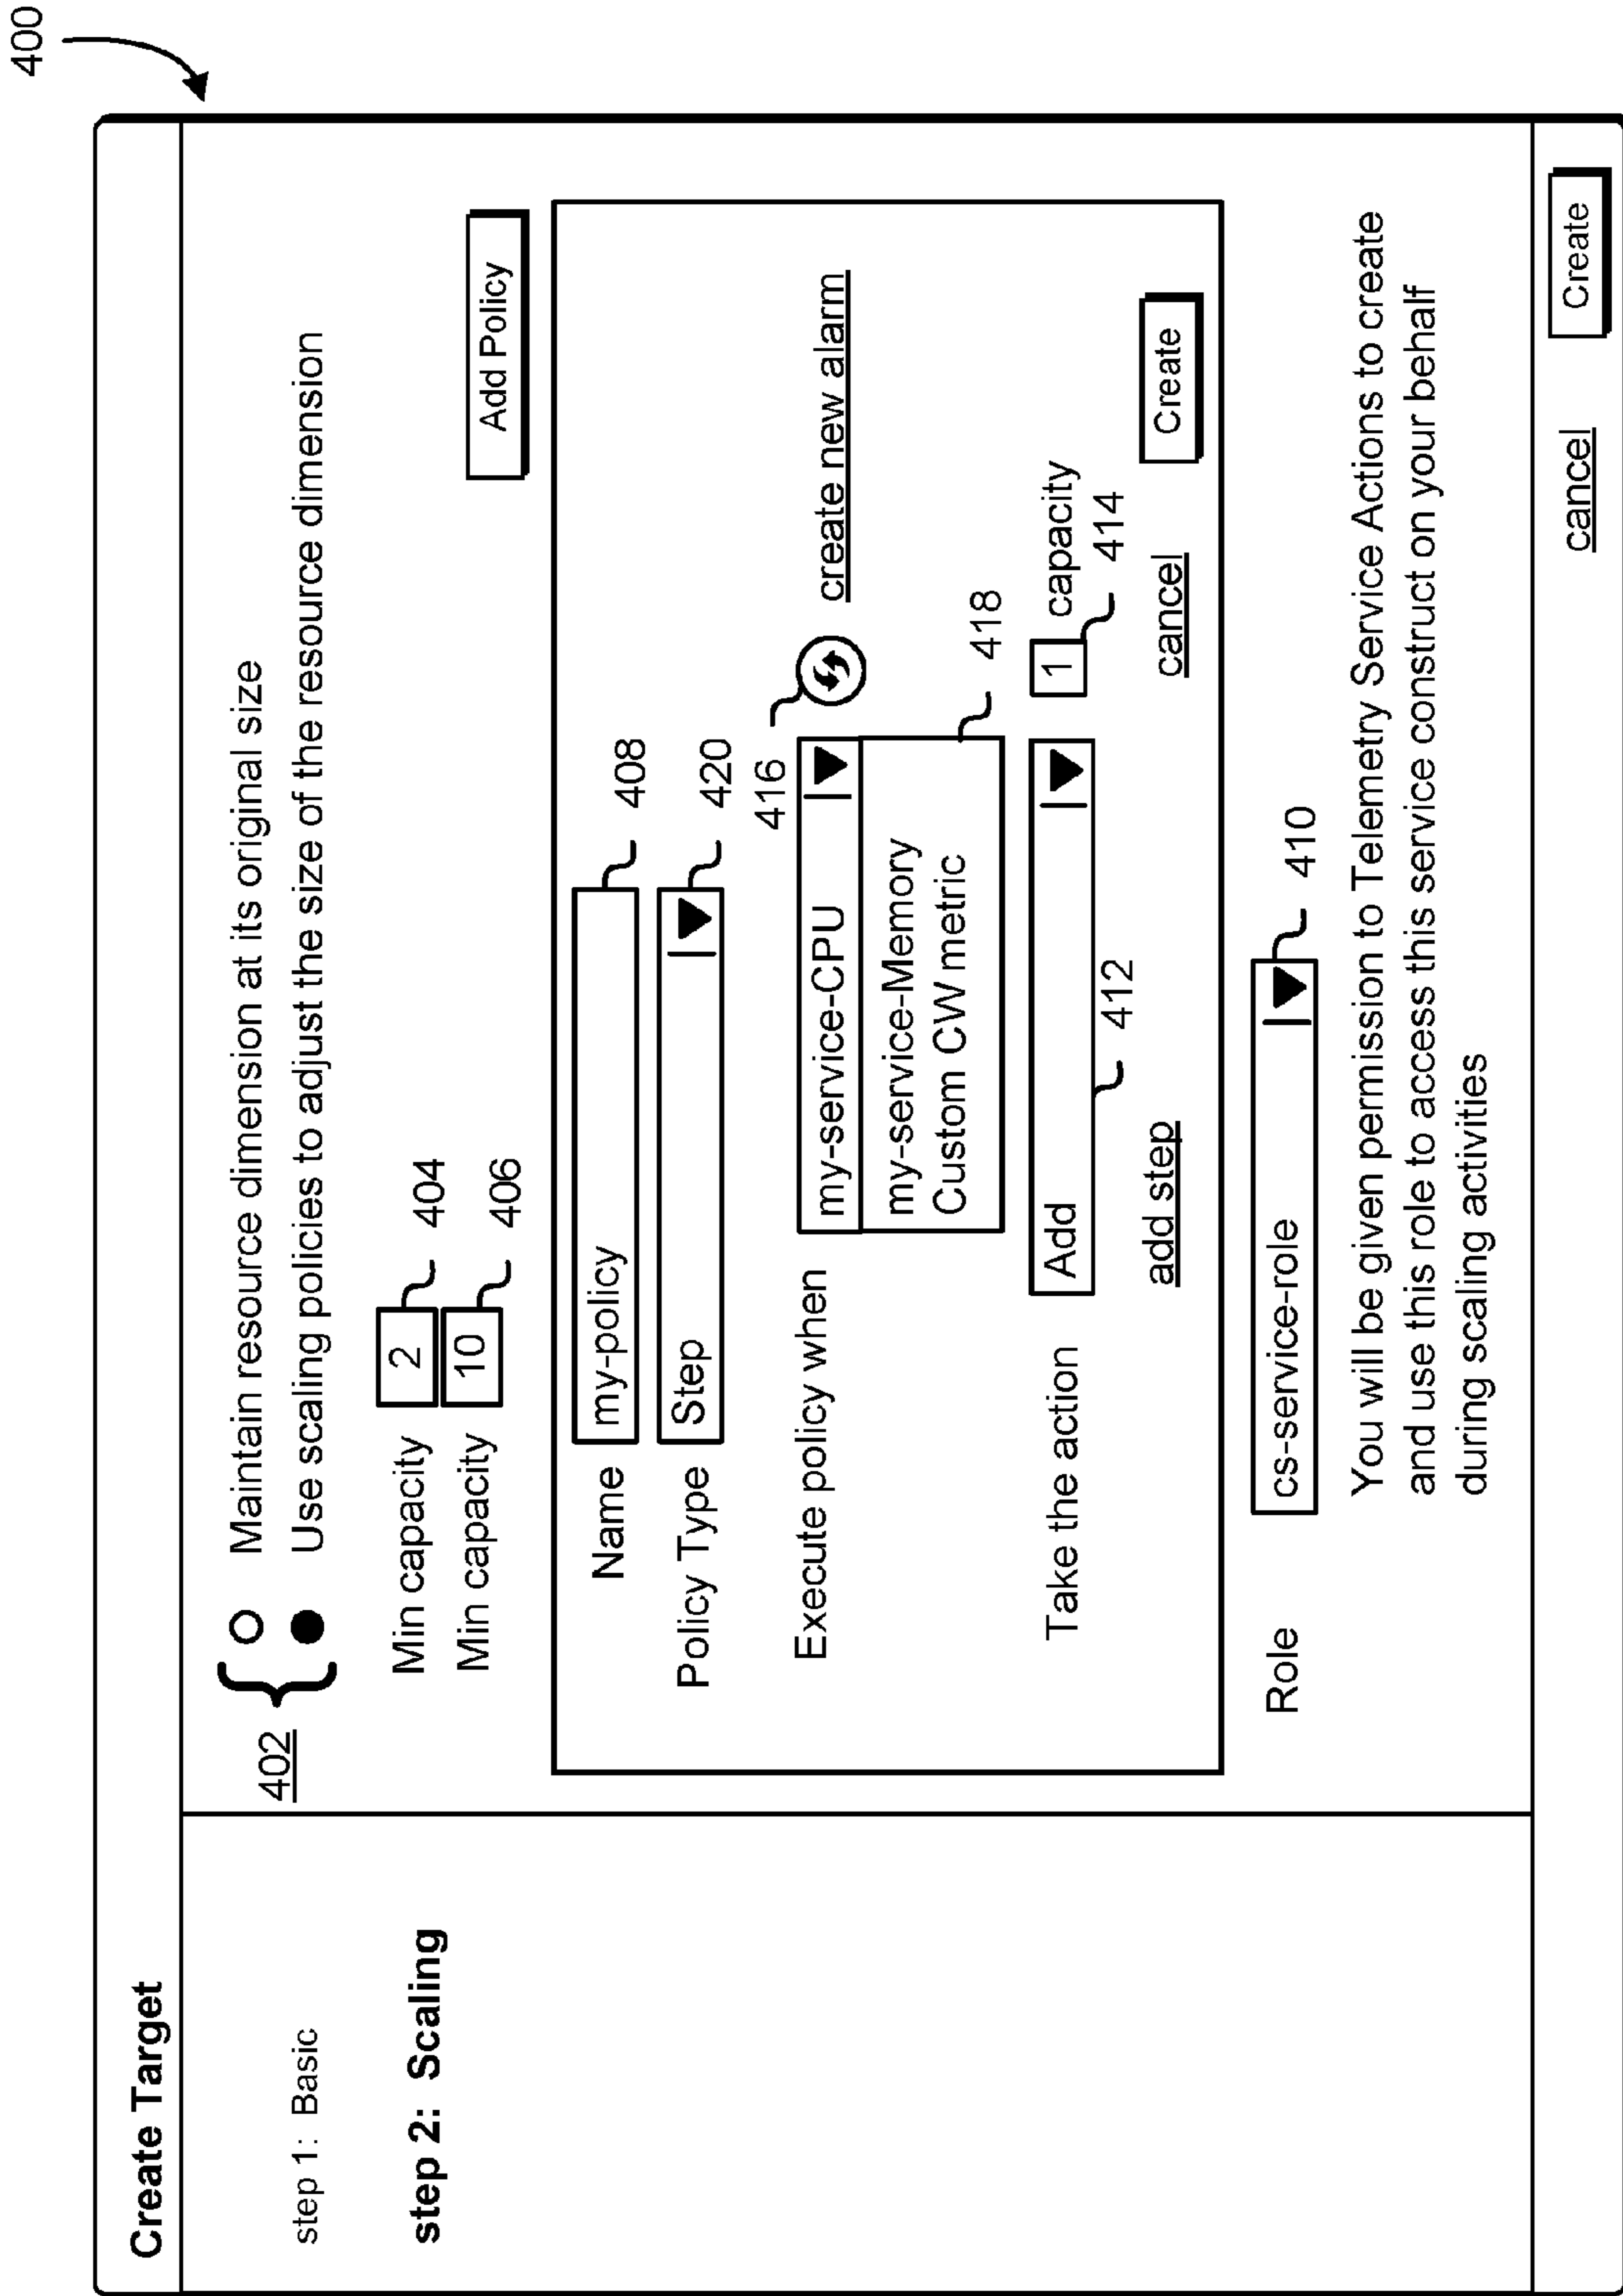 400
Create Target
step 1: Basic
step 2: Scaling
402
Maintain resource dimension at its original size
Use scaling policies to adjust the size of the resource dimension
Min capacity 2 404
Min capacity 10 406
Add Policy
Name my-policy 408
Policy Type Step 420
416
Execute policy when my-service-CPU create new alarm
my-service-Memory
Custom CW metric
418
Take the action Add 1 capacity
412
414
add step cancel Create
Role cs-service-role 410
You will be given permission to Telemetry Service Actions to create
and use this role to access this service construct on your behalf
during scaling activities
cancel Create